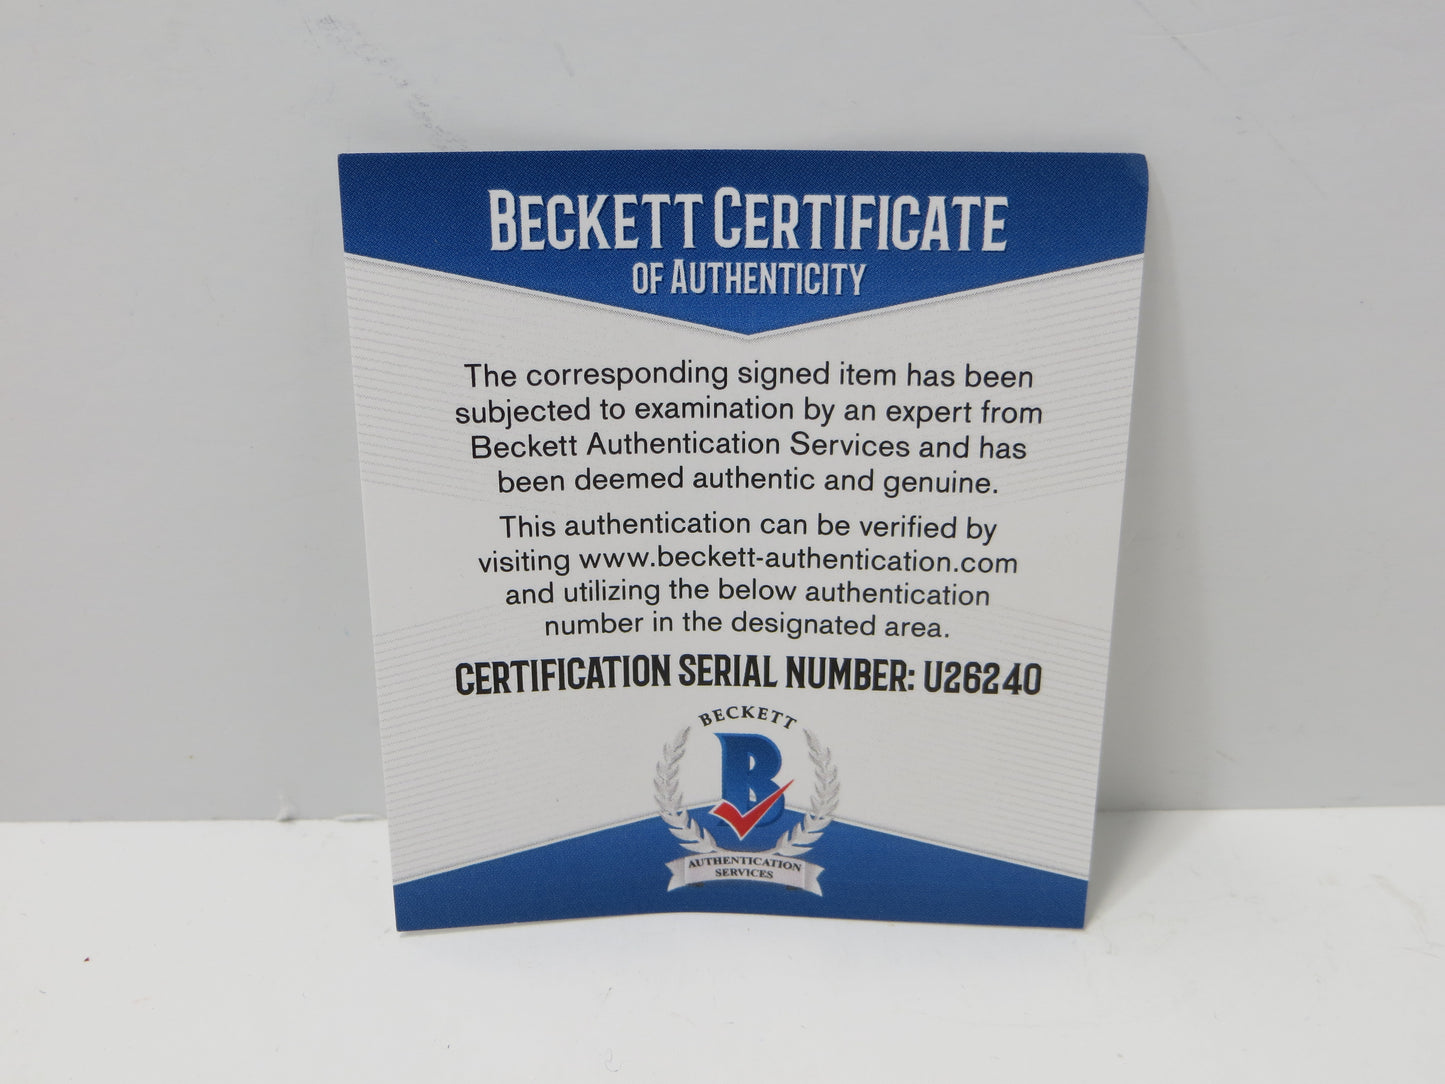 BECKETT CERTIFICATE
OF AUTHENTICITY
The corresponding signed item has been
subjected to examination by an expert from
Beckett Authentication Services and has
been deemed authentic and genuine.
This authentication can be verified by
visiting www.beckett-authentication.com
and utilizing the below authentication
number in the designated area.
CERTIFICATION SERIAL NUMBER: U26240
BECKETT
B
AUTHENTICATION
SERVICES